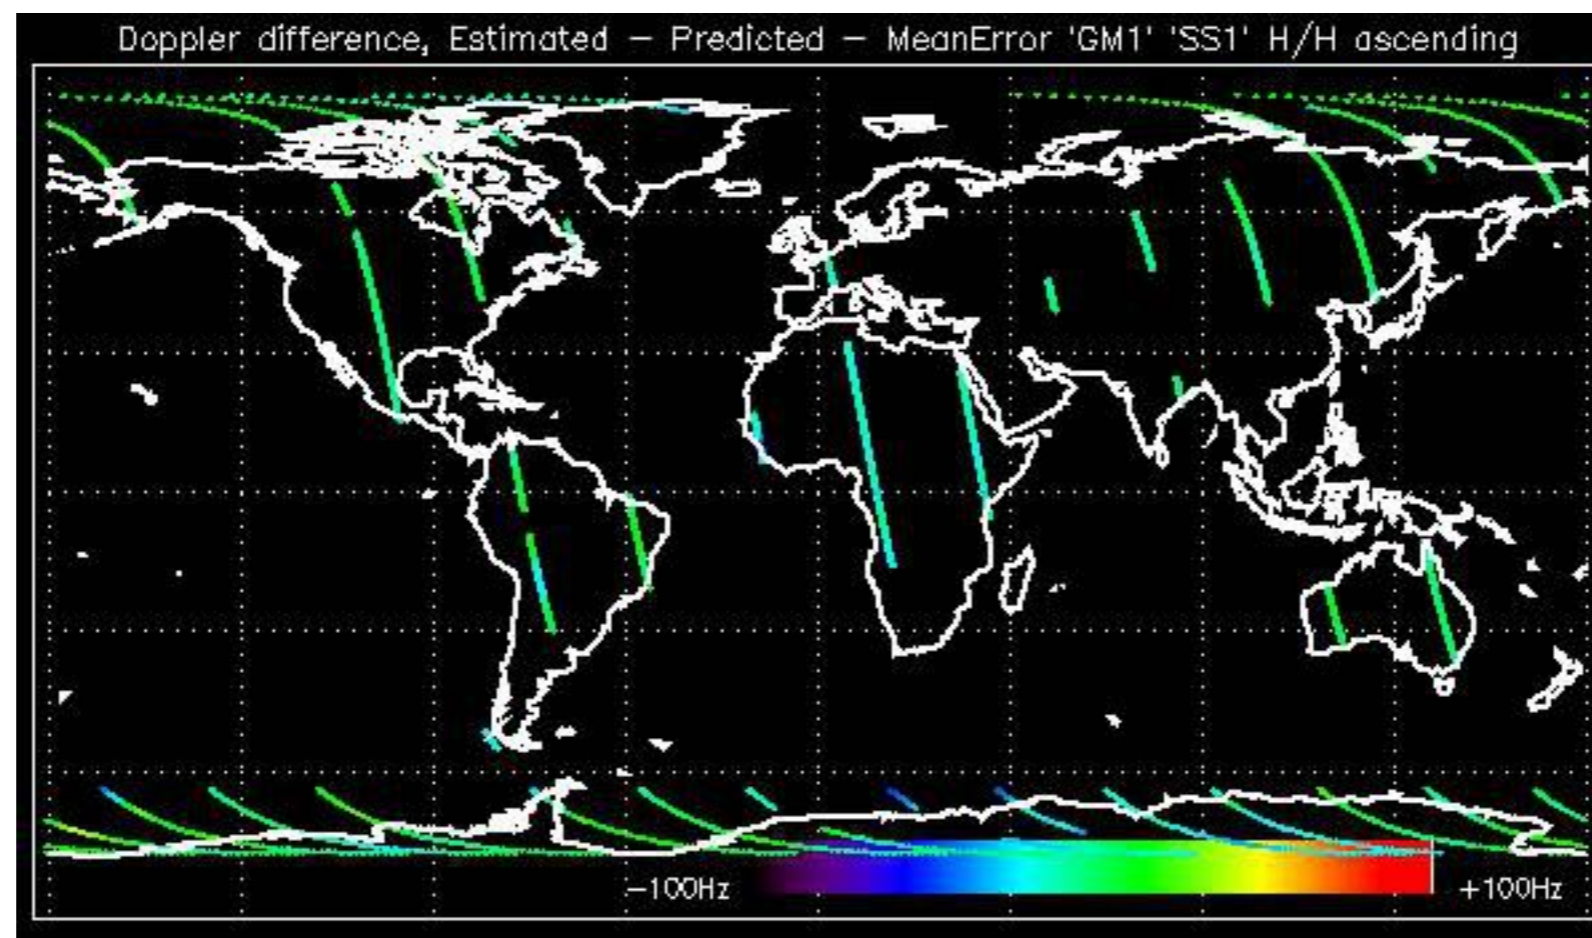 Doppler difference, Estimated — Predicted — MeanError 'GM1' 'SS1' H/H ascending
−100Hz
+100Hz